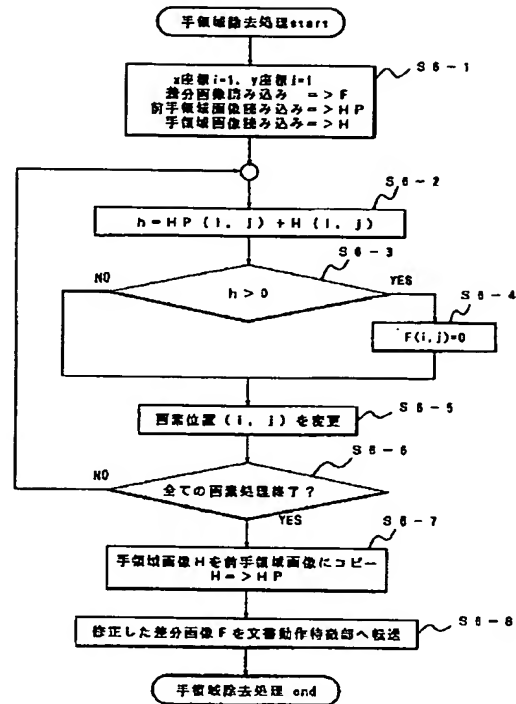 手領域除去処理start
S6-1
x座標i=1、y座標j=1
差分画像読み込み =>F
前手領域画像読み込み=>HP
手領域画像読み込み=>H
S6-2
h=HP(i, j)+H(i, j)
S6-3
NO
h>0
YES
S6-4
F(i,j)=0
S6-5
画素位置(i, j)を変更
S6-6
NO
全ての画素処理終了?
YES
S6-7
手領域画像Hを前手領域画像にコピー
H=>HP
S6-8
修正した差分画像Fを文書動作特徴部へ転送
手領域除去処理 end